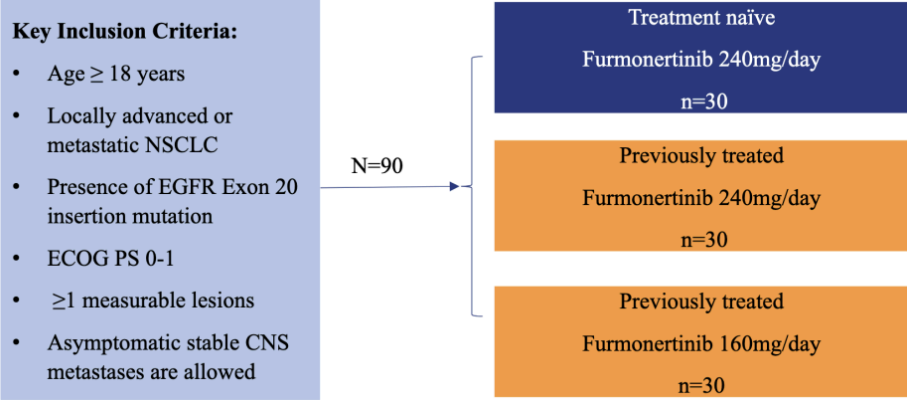 Key Inclusion Criteria:
• Age ≥ 18 years
• Locally advanced or
metastatic NSCLC
• Presence of EGFR Exon 20
insertion mutation
• ECOG PS 0-1
• ≥1 measurable lesions
• Asymptomatic stable CNS
metastases are allowed
N=90
Treatment naïve
Furmonertinib 240mg/day
n=30
Previously treated
Furmonertinib 240mg/day
n=30
Previously treated
Furmonertinib 160mg/day
n=30